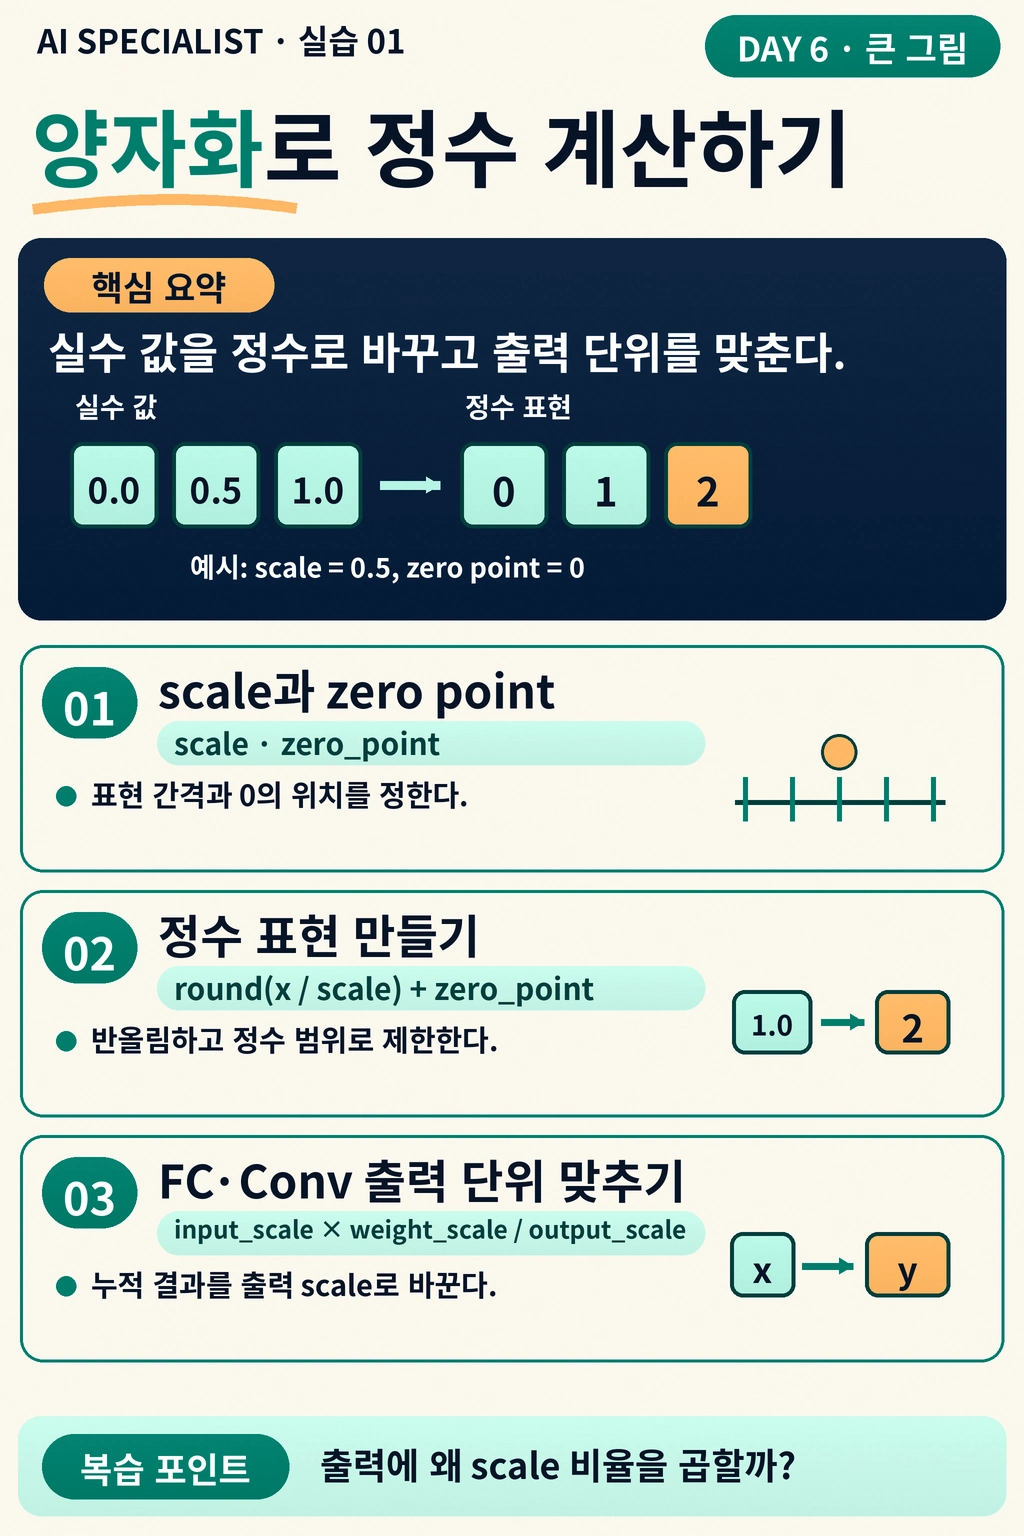 AI SPECIALIST · 실습 01
DAY 6 · 큰 그림
양자화로 정수 계산하기
핵심 요약
실수 값을 정수로 바꾸고 출력 단위를 맞춘다.
실수 값
정수 표현
0.0 0.5 1.0 0 1 2
예시: scale = 0.5, zero point = 0
01
scale과 zero point
scale · zero_point
표현 간격과 0의 위치를 정한다.
02
정수 표현 만들기
round(x / scale) + zero_point
반올림하고 정수 범위로 제한한다.
1.0 2
03
FC·Conv 출력 단위 맞추기
input_scale × weight_scale / output_scale
누적 결과를 출력 scale로 바꾼다.
x y
복습 포인트
출력에 왜 scale 비율을 곱할까?